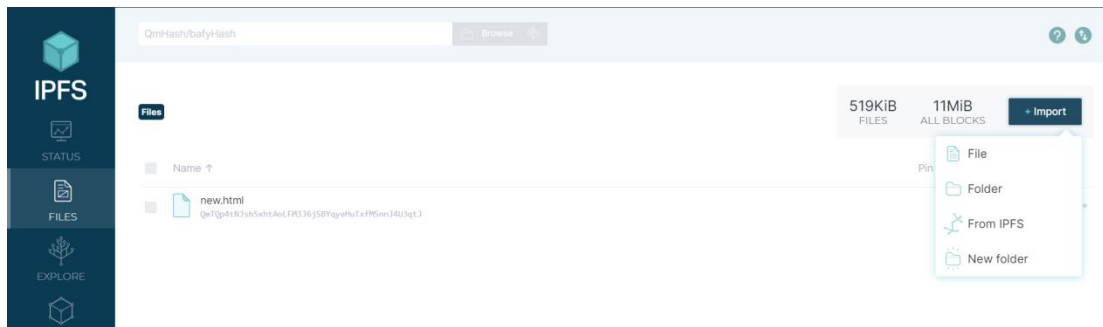 QmHash/bafyHash
Browse
IPFS
STATUS
FILES
EXPLORE
Files
519KiB
FILES
11MiB
ALL BLOCKS
+ Import
File
Folder
From IPFS
New folder
Name ↑
Pin
new.html